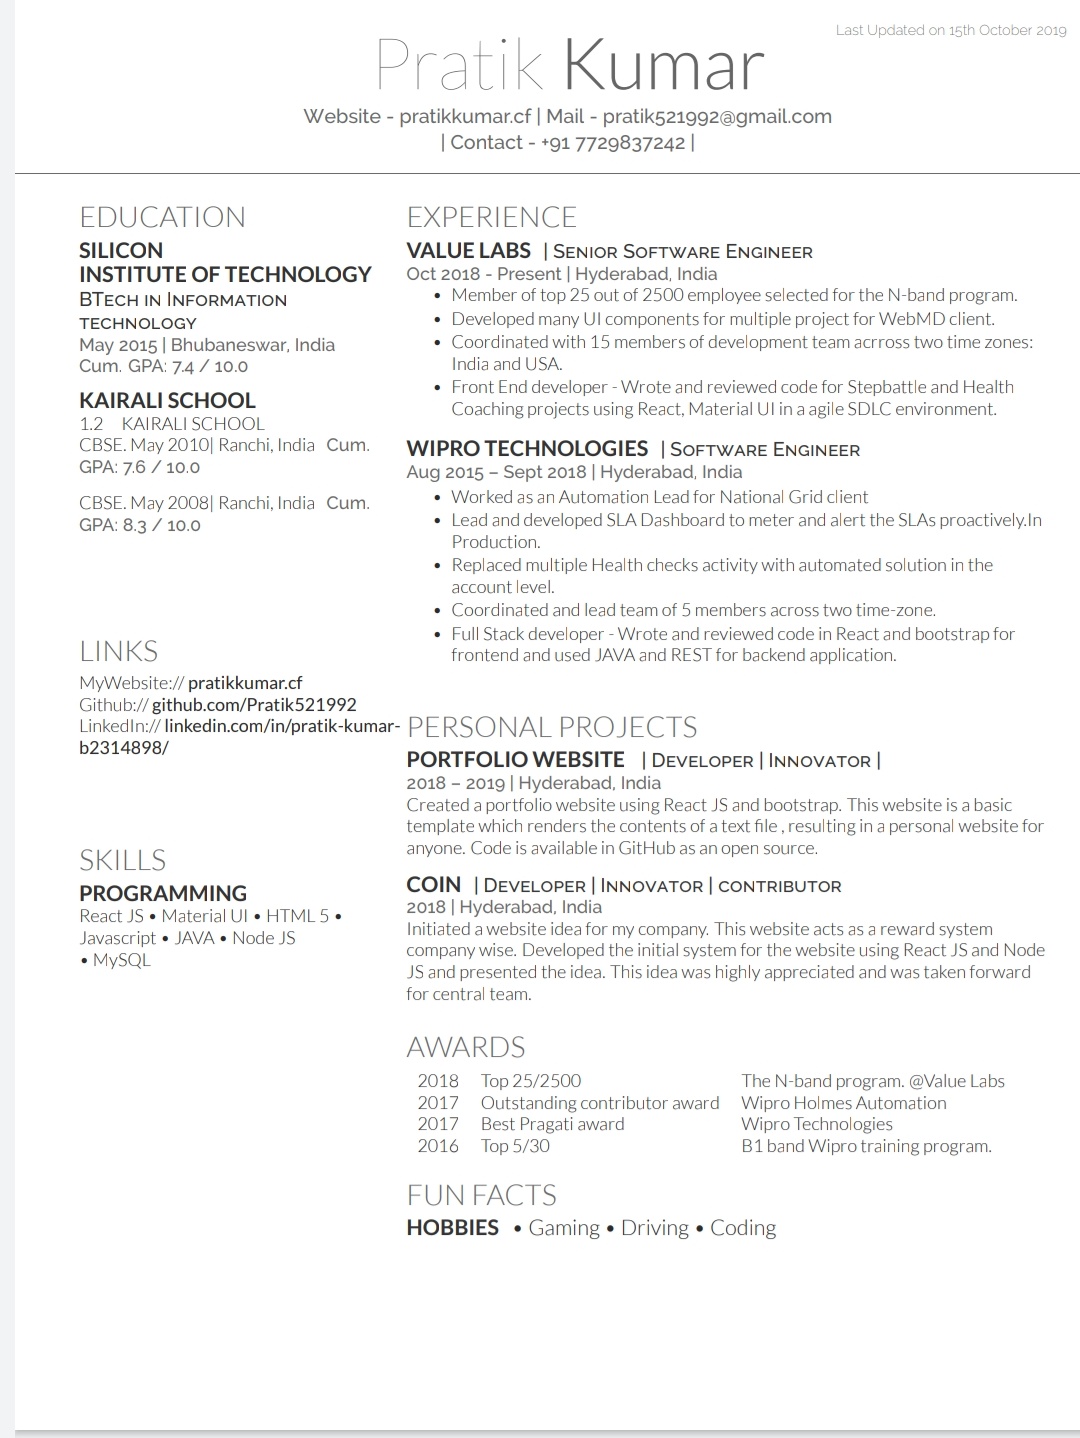 Last Updated on 15th October 2019
Pratik Kumar
Website - pratikkumar.cf | Mail - pratik521992@gmail.com
| Contact - +91 7729837242 |
EDUCATION
SILICON
INSTITUTE OF TECHNOLOGY
BTech in Information
technology
May 2015 | Bhubaneswar, India
Cum. GPA: 7.4 / 10.0
KAIRALI SCHOOL
1.2 KAIRALI SCHOOL
CBSE. May 2010| Ranchi, India Cum.
GPA: 7.6 / 10.0
CBSE. May 2008| Ranchi, India Cum.
GPA: 8.3 / 10.0
LINKS
MyWebsite:// pratikkumar.cf
Github:// github.com/Pratik521992
LinkedIn:// linkedin.com/in/pratik-kumar-
b2314898/
SKILLS
PROGRAMMING
React JS • Material UI • HTML 5 •
Javascript • JAVA • Node JS
• MySQL
EXPERIENCE
VALUE LABS | Senior Software Engineer
Oct 2018 - Present | Hyderabad, India
• Member of top 25 out of 2500 employee selected for the N-band program.
• Developed many UI components for multiple project for WebMD client.
• Coordinated with 15 members of development team acrross two time zones:
India and USA.
• Front End developer - Wrote and reviewed code for Stepbattle and Health
Coaching projects using React, Material UI in a agile SDLC environment.
WIPRO TECHNOLOGIES | Software Engineer
Aug 2015 – Sept 2018 | Hyderabad, India
• Worked as an Automation Lead for National Grid client
• Lead and developed SLA Dashboard to meter and alert the SLAs proactively.In
Production.
• Replaced multiple Health checks activity with automated solution in the
account level.
• Coordinated and lead team of 5 members across two time-zone.
• Full Stack developer - Wrote and reviewed code in React and bootstrap for
frontend and used JAVA and REST for backend application.
PERSONAL PROJECTS
PORTFOLIO WEBSITE | Developer | Innovator |
2018 – 2019 | Hyderabad, India
Created a portfolio website using React JS and bootstrap. This website is a basic
template which renders the contents of a text file , resulting in a personal website for
anyone. Code is available in GitHub as an open source.
COIN | Developer | Innovator | contributor
2018 | Hyderabad, India
Initiated a website idea for my company. This website acts as a reward system
company wise. Developed the initial system for the website using React JS and Node
JS and presented the idea. This idea was highly appreciated and was taken forward
for central team.
AWARDS
2018 Top 25/2500 The N-band program. @Value Labs
2017 Outstanding contributor award Wipro Holmes Automation
2017 Best Pragati award Wipro Technologies
2016 Top 5/30 B1 band Wipro training program.
FUN FACTS
HOBBIES • Gaming • Driving • Coding